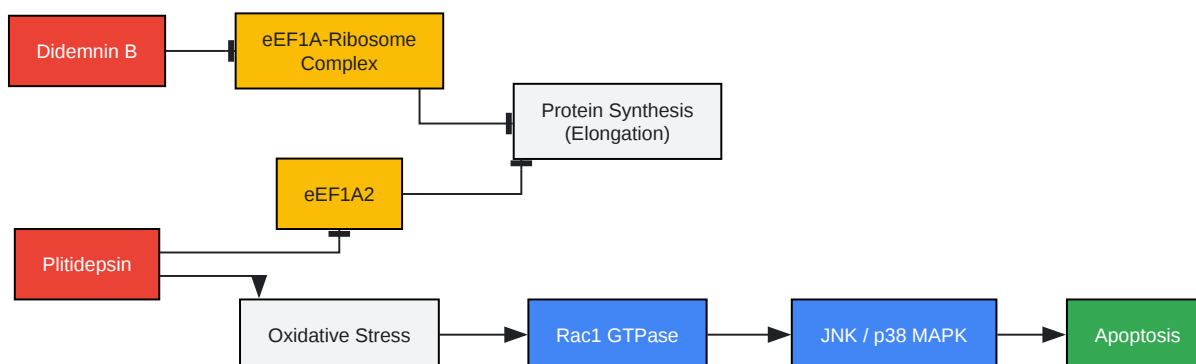 Didemnin B
eEF1A-Ribosome
Complex
Protein Synthesis
(Elongation)
eEF1A2
Plitidepsin
Oxidative Stress
Rac1 GTPase
JNK / p38 MAPK
Apoptosis